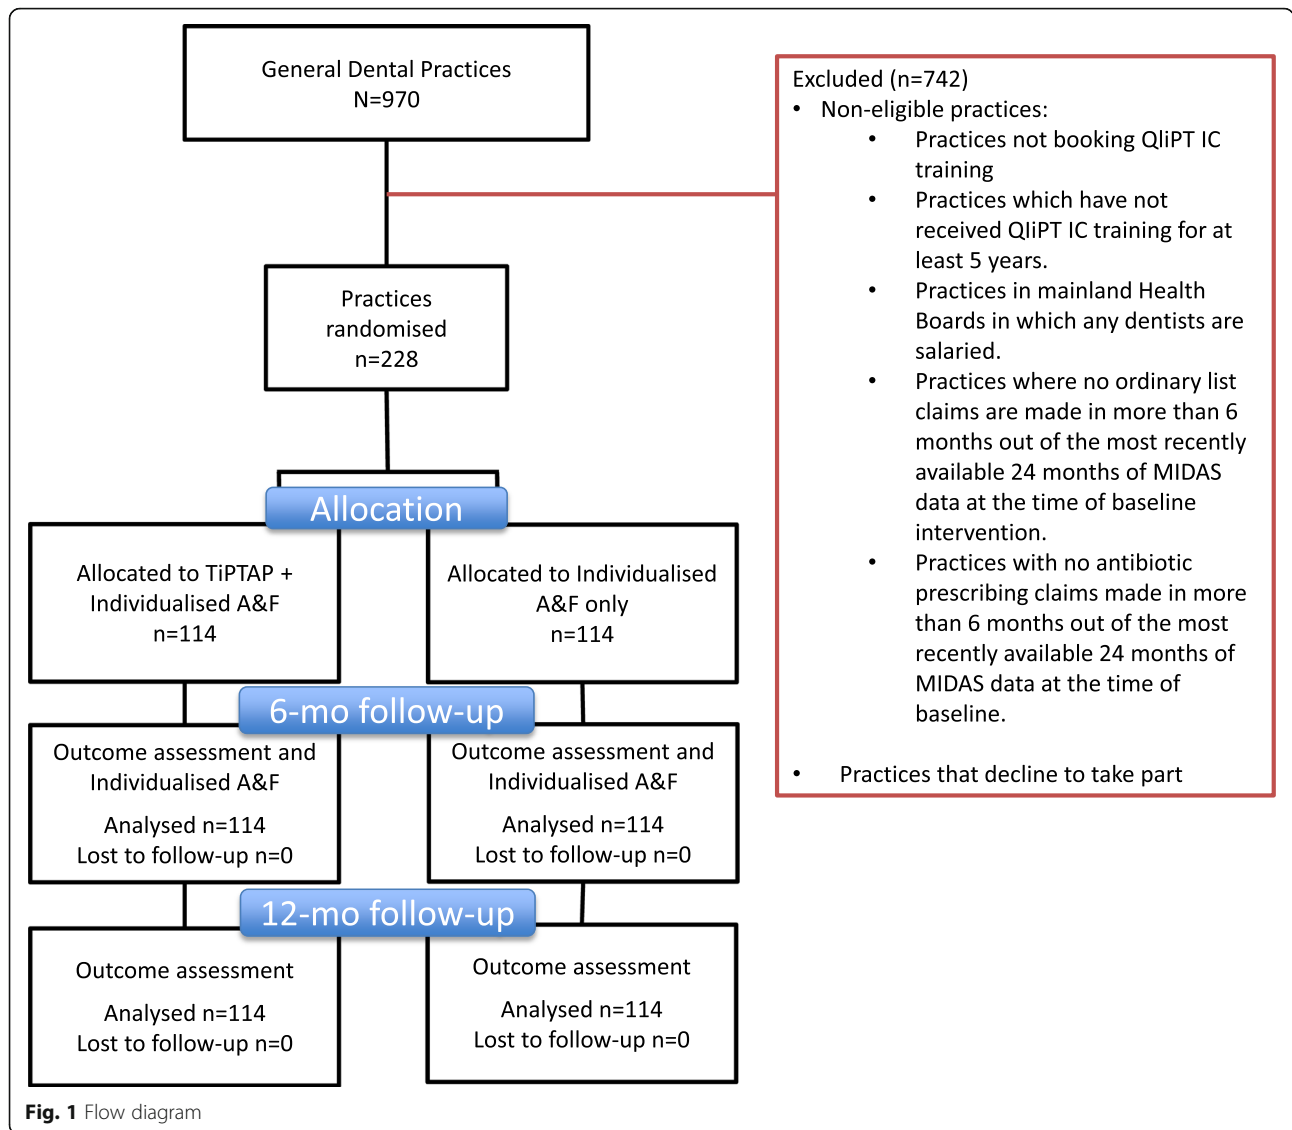 General Dental Practices
N=970
Excluded (n=742)
• Non-eligible practices:
• Practices not booking QliPT IC
training
• Practices which have not
received QIiPT IC training for at
least 5 years.
• Practices in mainland Health
Boards in which any dentists are
salaried.
• Practices where no ordinary list
claims are made in more than 6
months out of the most recently
available 24 months of MIDAS
data at the time of baseline
intervention.
• Practices with no antibiotic
prescribing claims made in more
than 6 months out of the most
recently available 24 months of
MIDAS data at the time of
baseline.
• Practices that decline to take part
Practices
randomised
n=228
Allocation
Allocated to TiPTAP +
Individualised A&F
n=114
Allocated to Individualised
A&F only
n=114
6-mo follow-up
Outcome assessment and
Individualised A&F
Analysed n=114
Lost to follow-up n=0
Outcome assessment and
Individualised A&F
Analysed n=114
Lost to follow-up n=0
12-mo follow-up
Outcome assessment
Analysed n=114
Lost to follow-up n=0
Outcome assessment
Analysed n=114
Lost to follow-up n=0
Fig. 1 Flow diagram